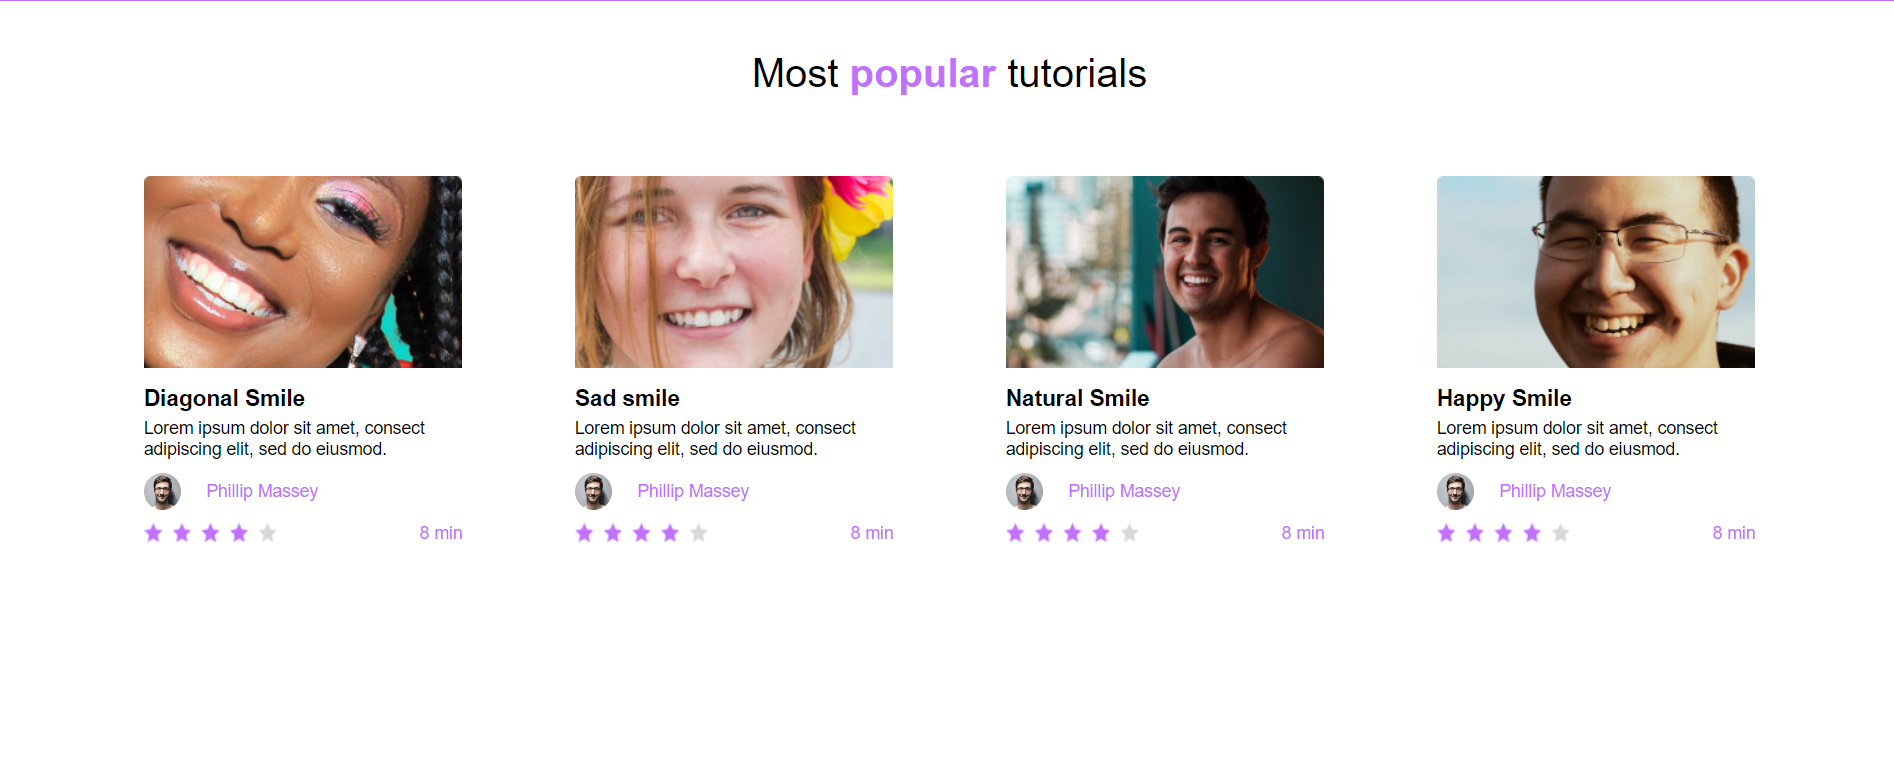 Most popular tutorials
Diagonal Smile
Lorem ipsum dolor sit amet, consect
adipiscing elit, sed do eiusmod.
Phillip Massey
8 min
Sad smile
Lorem ipsum dolor sit amet, consect
adipiscing elit, sed do eiusmod.
Phillip Massey
8 min
Natural Smile
Lorem ipsum dolor sit amet, consect
adipiscing elit, sed do eiusmod.
Phillip Massey
8 min
Happy Smile
Lorem ipsum dolor sit amet, consect
adipiscing elit, sed do eiusmod.
Phillip Massey
8 min